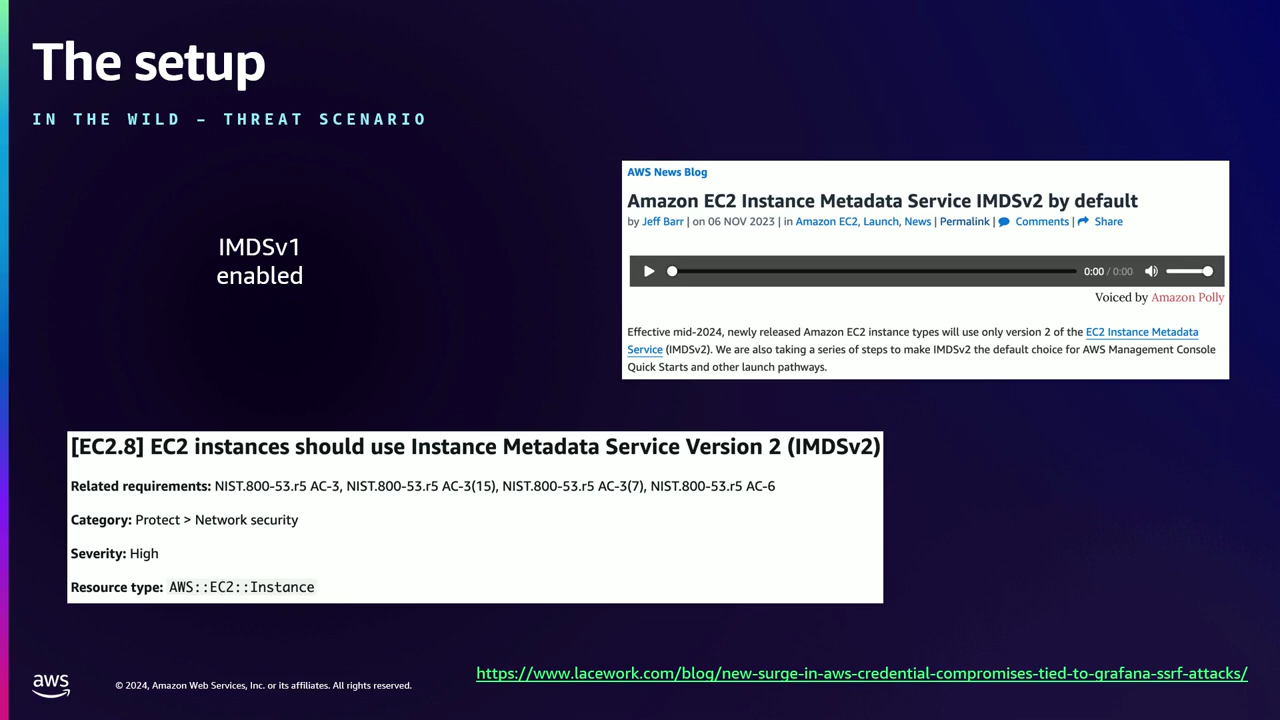 The setup
IN THE WILD – THREAT SCENARIO
IMDSv1
enabled
AWS News Blog
Amazon EC2 Instance Metadata Service IMDSv2 by default
by Jeff Barr | on 06 NOV 2023 | in Amazon EC2, Launch, News | Permalink | Comments | Share
0:00 / 0:00
Voiced by Amazon Polly
Effective mid-2024, newly released Amazon EC2 instance types will use only version 2 of the EC2 Instance Metadata
Service (IMDSv2). We are also taking a series of steps to make IMDSv2 the default choice for AWS Management Console
Quick Starts and other launch pathways.
[EC2.8] EC2 instances should use Instance Metadata Service Version 2 (IMDSv2)
Related requirements: NIST.800-53.r5 AC-3, NIST.800-53.r5 AC-3(15), NIST.800-53.r5 AC-3(7), NIST.800-53.r5 AC-6
Category: Protect > Network security
Severity: High
Resource type: AWS::EC2::Instance
https://www.lacework.com/blog/new-surge-in-aws-credential-compromises-tied-to-grafana-ssrf-attacks/
aws
© 2024, Amazon Web Services, Inc. or its affiliates. All rights reserved.